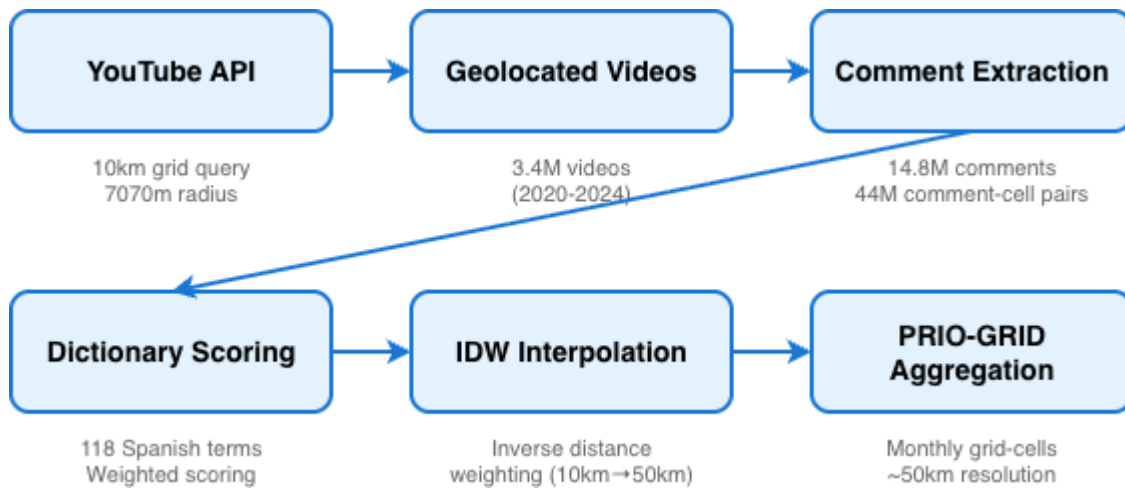 YouTube API
10km grid query
7070m radius
Geolocated Videos
3.4M videos
(2020-2024)
Comment Extraction
14.8M comments
44M comment-cell pairs
Dictionary Scoring
118 Spanish terms
Weighted scoring
IDW Interpolation
Inverse distance
weighting (10km→50km)
PRIO-GRID
Aggregation
Monthly grid-cells
~50km resolution